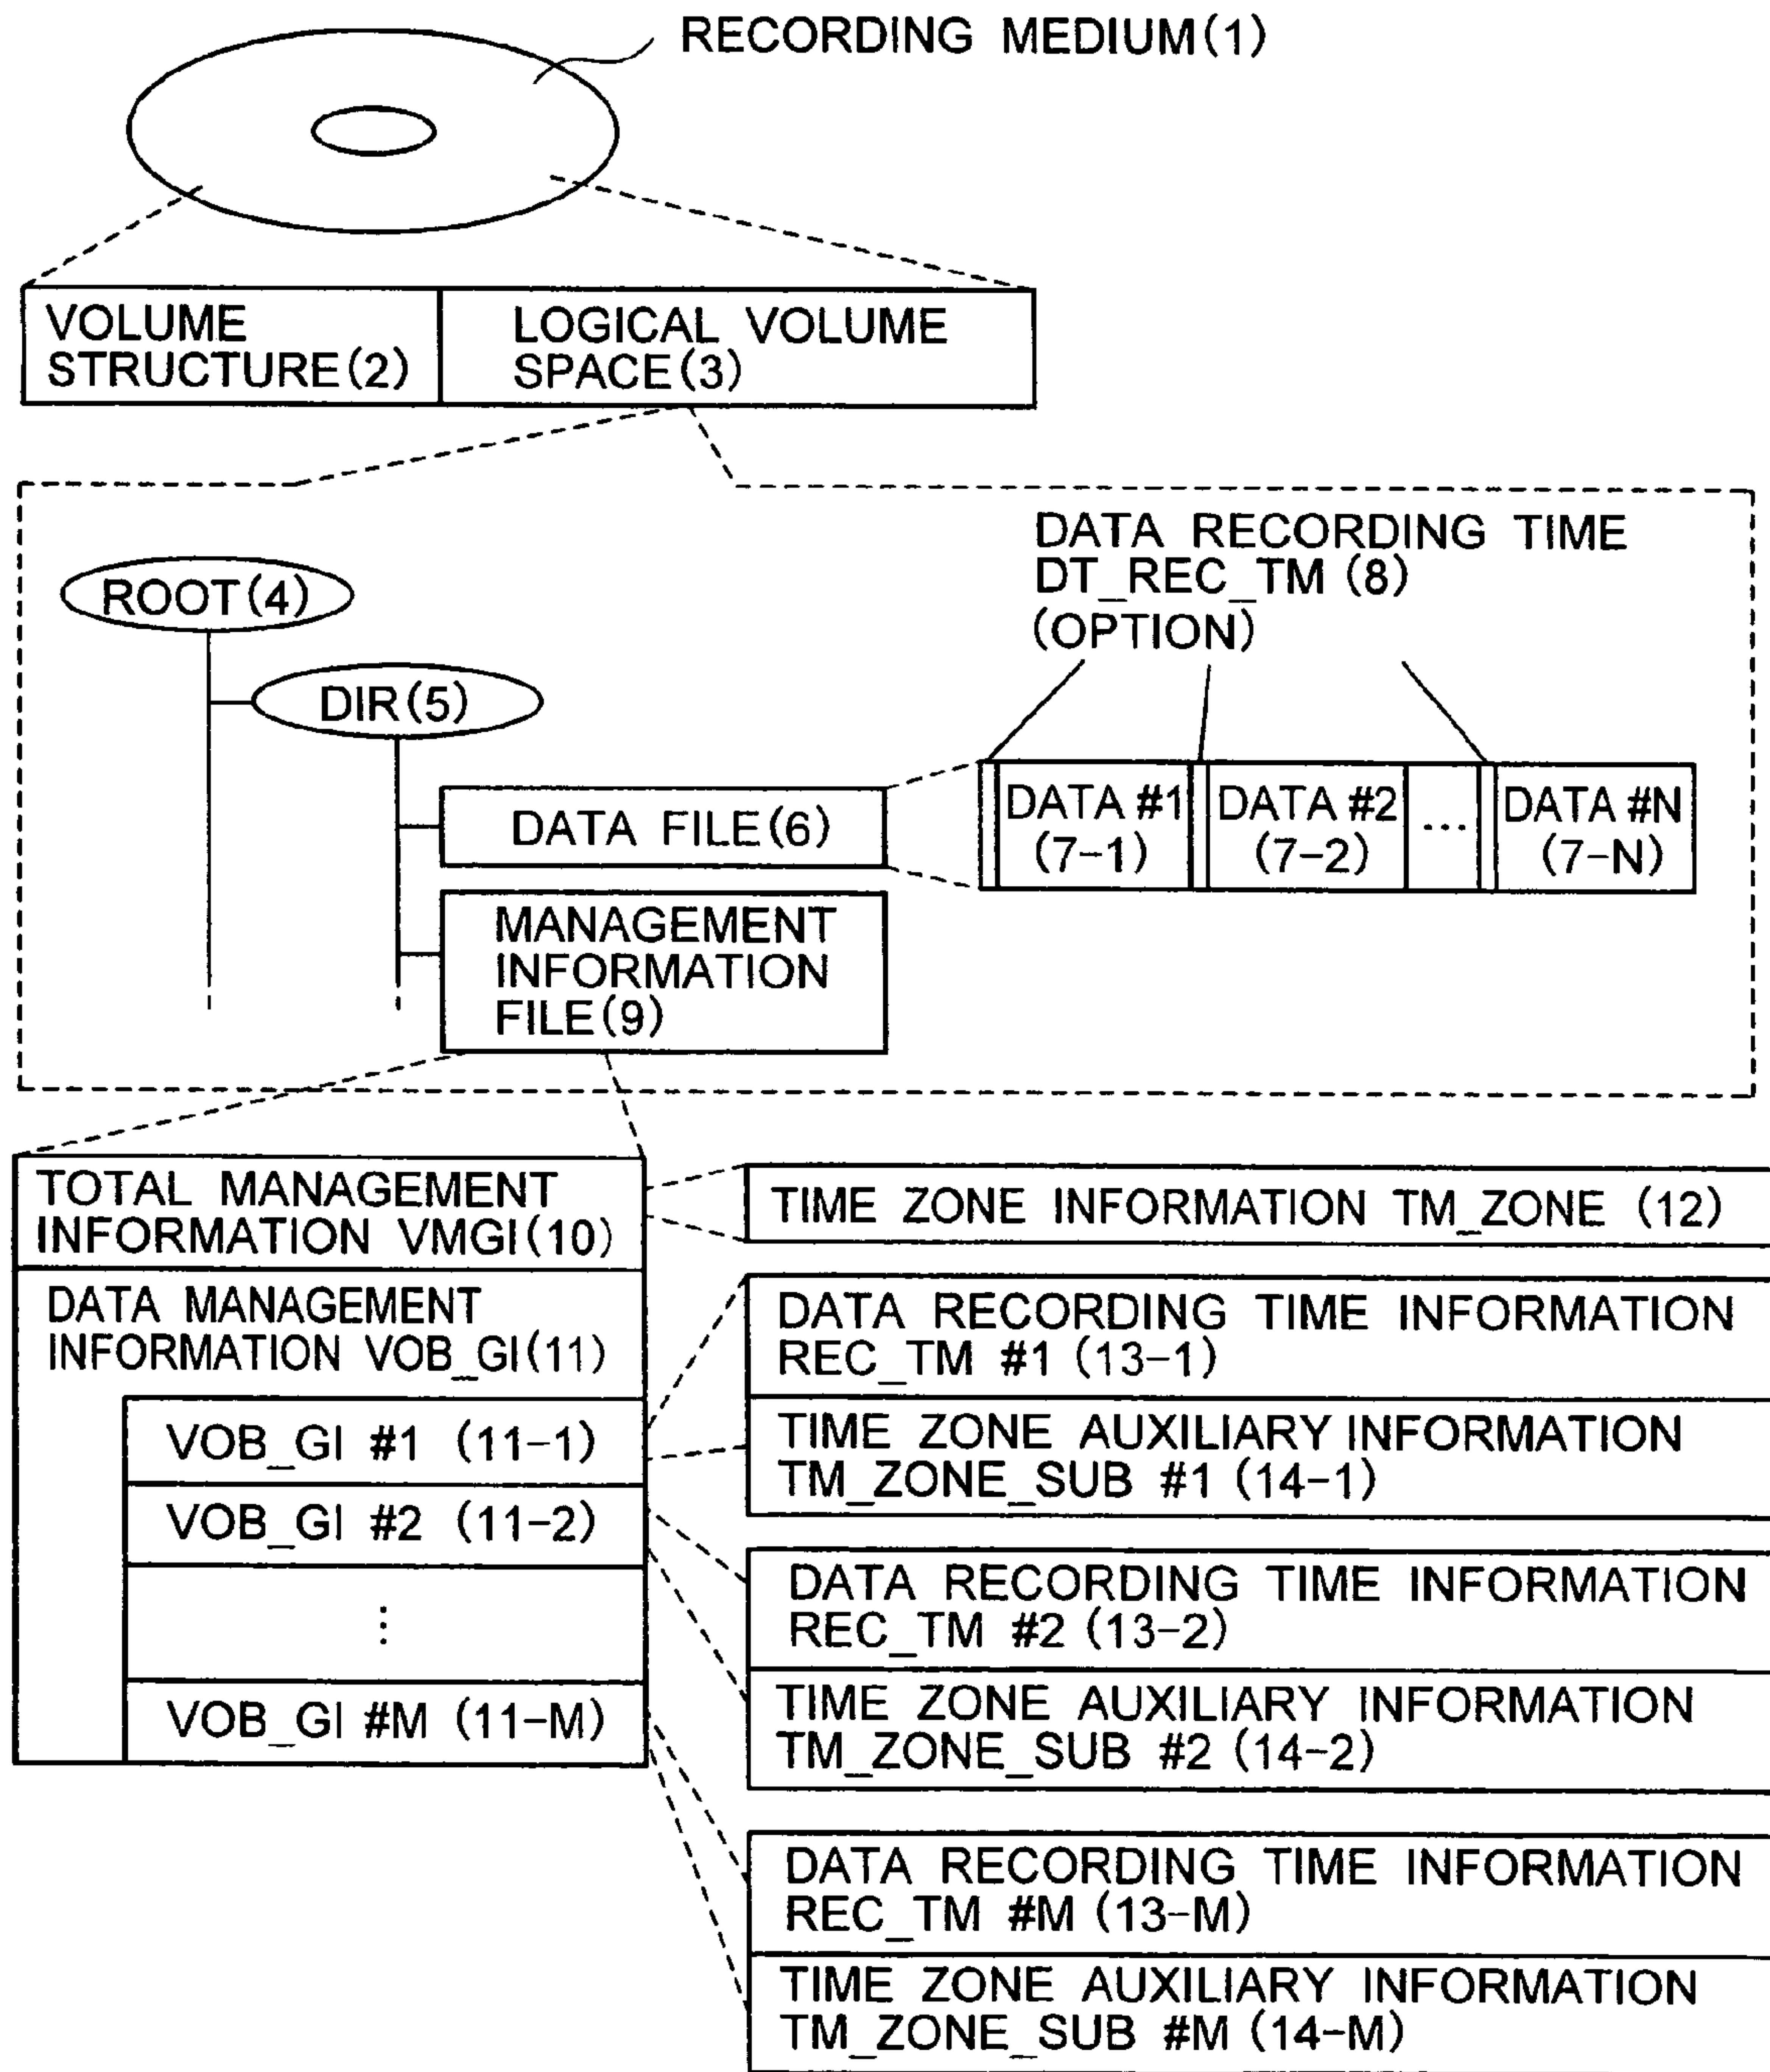 RECORDING MEDIUM(1)
VOLUME
STRUCTURE(2)
LOGICAL VOLUME
SPACE(3)
DATA RECORDING TIME
DT_REC_TM (8)
(OPTION)
ROOT(4)
DIR(5)
DATA FILE(6)
DATA #1
(7-1)
DATA #2
(7-2)
...
DATA #N
(7-N)
MANAGEMENT
INFORMATION
FILE(9)
TOTAL MANAGEMENT
INFORMATION VMGI(10)
TIME ZONE INFORMATION TM_ZONE (12)
DATA MANAGEMENT
INFORMATION VOB_GI(11)
VOB_GI #1 (11-1)
VOB_GI #2 (11-2)
⋮
VOB_GI #M (11-M)
DATA RECORDING TIME INFORMATION
REC_TM #1 (13-1)
TIME ZONE AUXILIARY INFORMATION
TM_ZONE_SUB #1 (14-1)
DATA RECORDING TIME INFORMATION
REC_TM #2 (13-2)
TIME ZONE AUXILIARY INFORMATION
TM_ZONE_SUB #2 (14-2)
DATA RECORDING TIME INFORMATION
REC_TM #M (13-M)
TIME ZONE AUXILIARY INFORMATION
TM_ZONE_SUB #M (14-M)